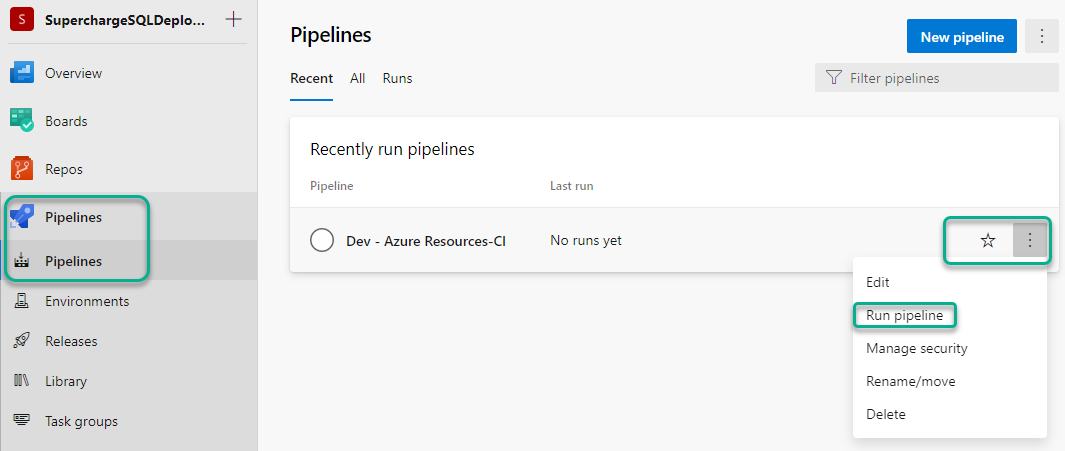 S SuperchargeSQLDeplo... +
Overview
Boards
Repos
Pipelines
Pipelines
Environments
Releases
Library
Task groups
Pipelines
New pipeline
Recent All Runs
Filter pipelines
Recently run pipelines
Pipeline Last run
Dev - Azure Resources-CI No runs yet
Edit
Run pipeline
Manage security
Rename/move
Delete